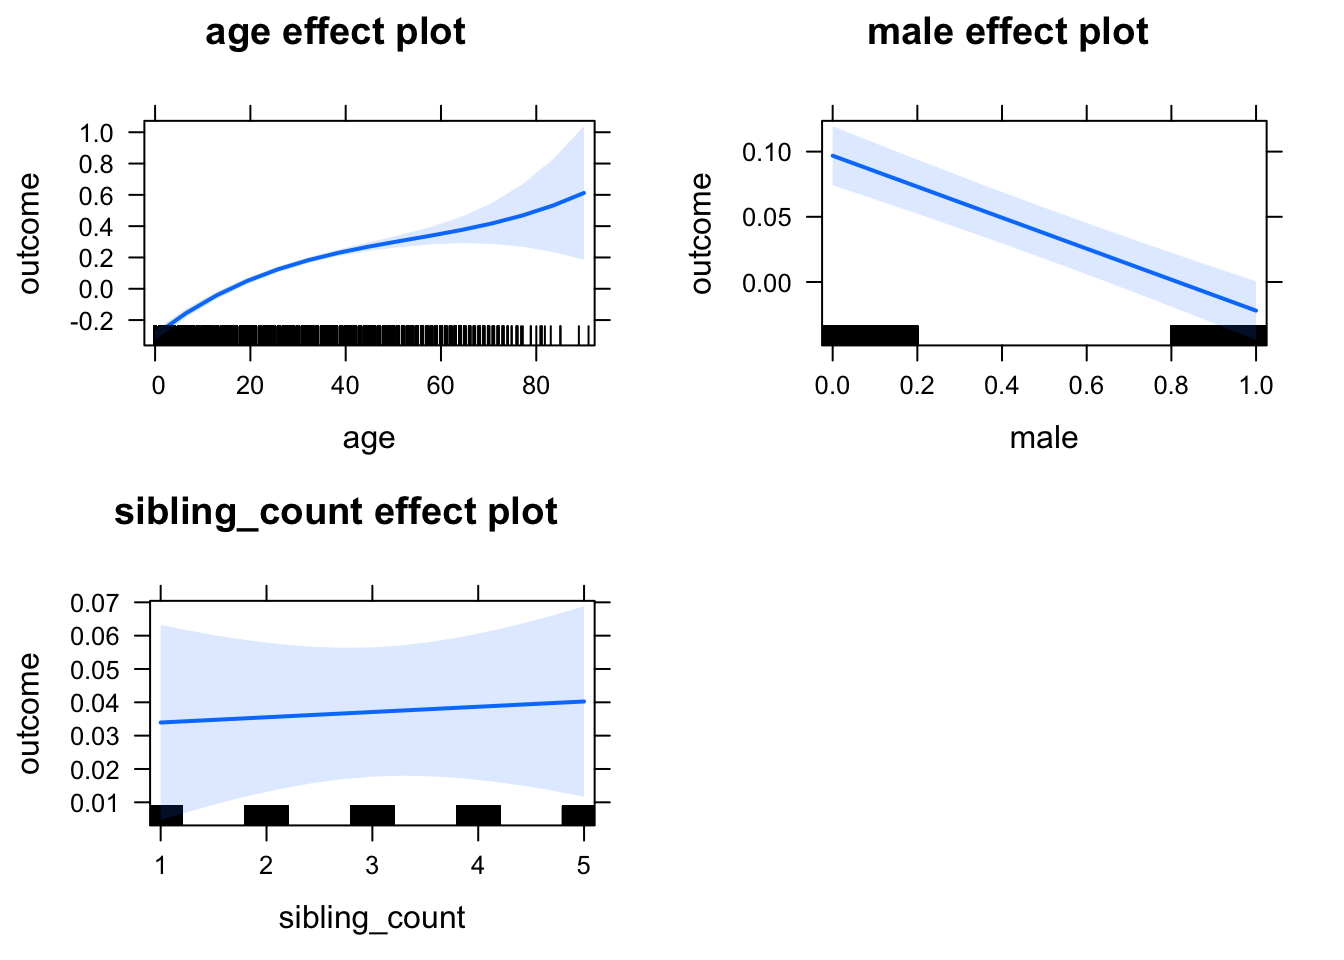 age effect plot
outcome
1.0
0.8
0.6
0.4
0.2
0.0
-0.2
0 20 40 60 80
age
male effect plot
outcome
0.10
0.05
0.00
0.0 0.2 0.4 0.6 0.8 1.0
male
sibling_count effect plot
outcome
0.07
0.06
0.05
0.04
0.03
0.02
0.01
1 2 3 4 5
sibling_count